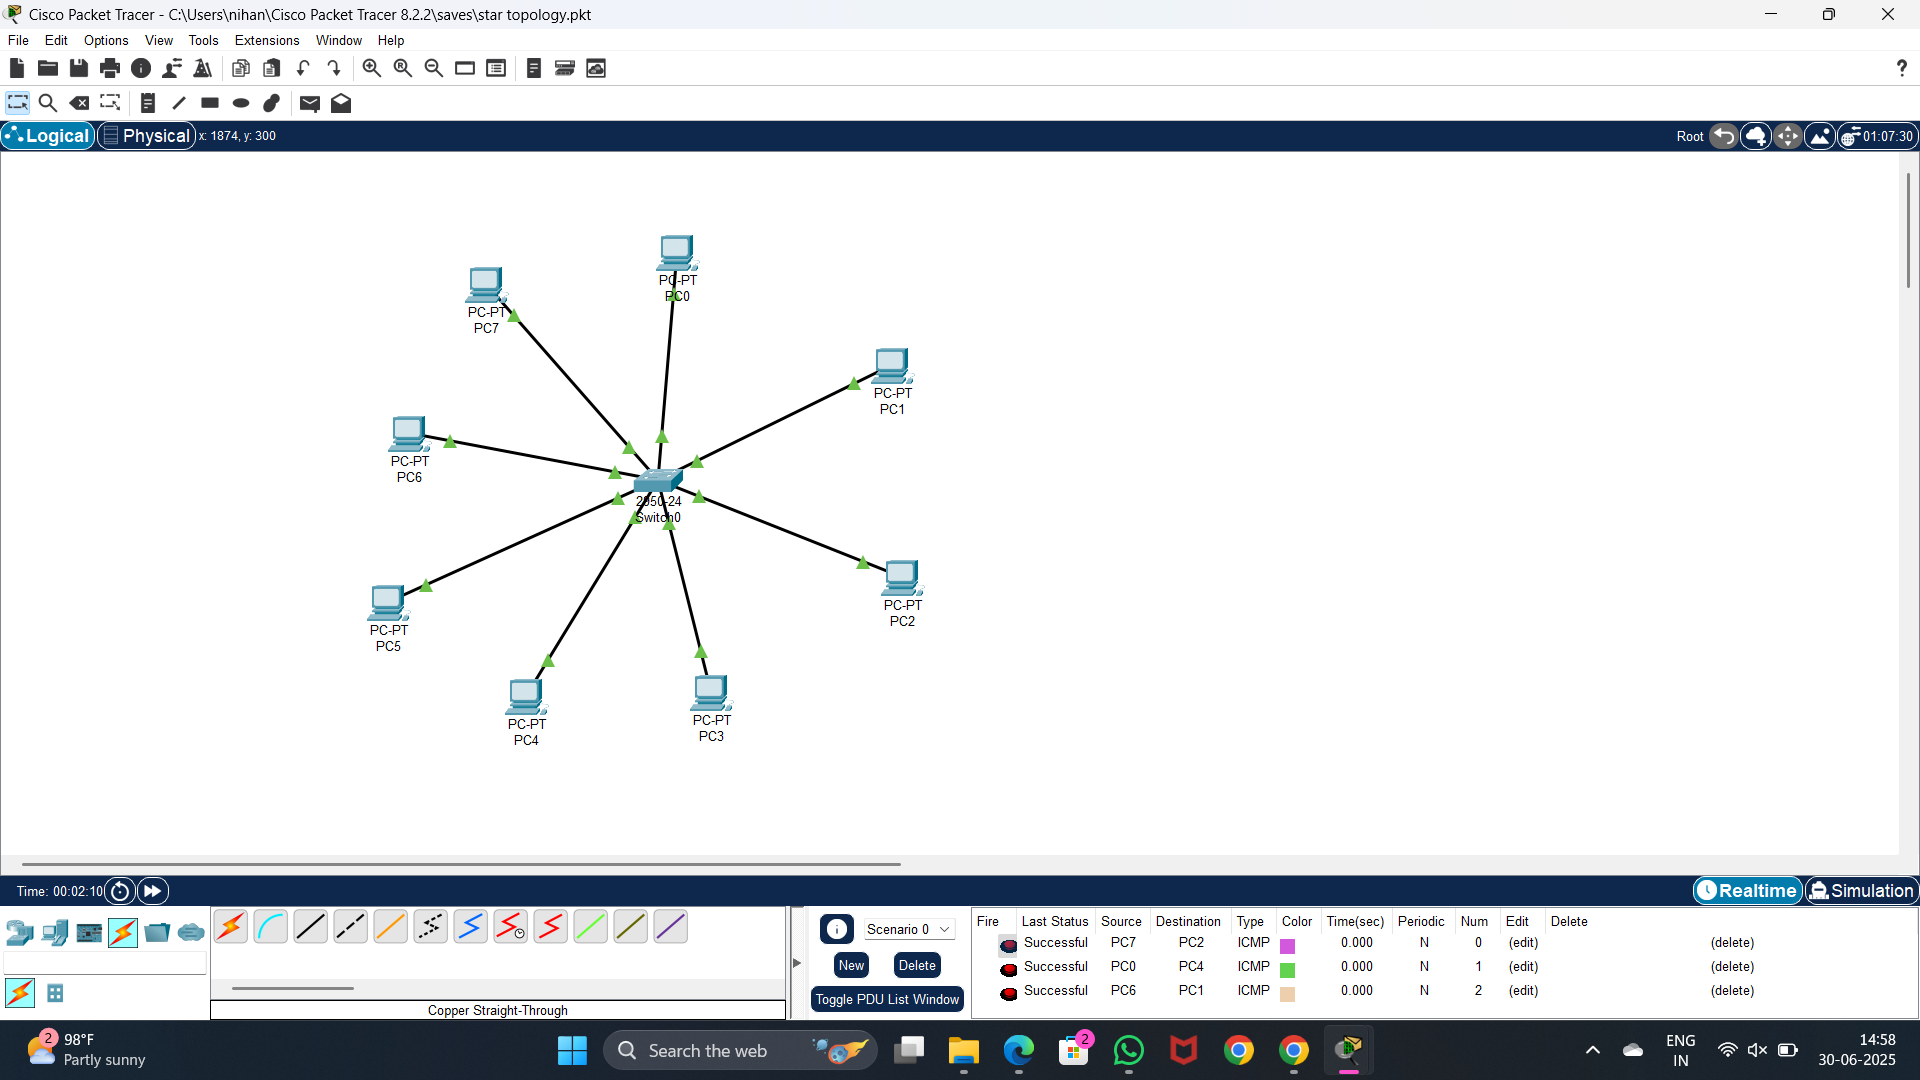 Cisco Packet Tracer - C:\Users\nihan\Cisco Packet Tracer 8.2.2\saves\star topology.pkt
File Edit Options View Tools Extensions Window Help
?
Logical Physical x: 1874, y: 300 Root 01:07:30
PC-PT
PC0
PC-PT
PC7
PC-PT
PC1
PC-PT
PC6
2950-24
Switch0
PC-PT
PC2
PC-PT
PC5
PC-PT
PC4
PC-PT
PC3
Time: 00:02:10 Realtime Simulation
Scenario 0
New Delete
Toggle PDU List Window
Copper Straight-Through
Fire Last Status Source Destination Type Color Time(sec) Periodic Num Edit Delete
Successful PC7 PC2 ICMP 0.000 N 0 (edit) (delete)
Successful PC0 PC4 ICMP 0.000 N 1 (edit) (delete)
Successful PC6 PC1 ICMP 0.000 N 2 (edit) (delete)
2 98°F
Partly sunny
Search the web
2
ENG
IN
14:58
30-06-2025